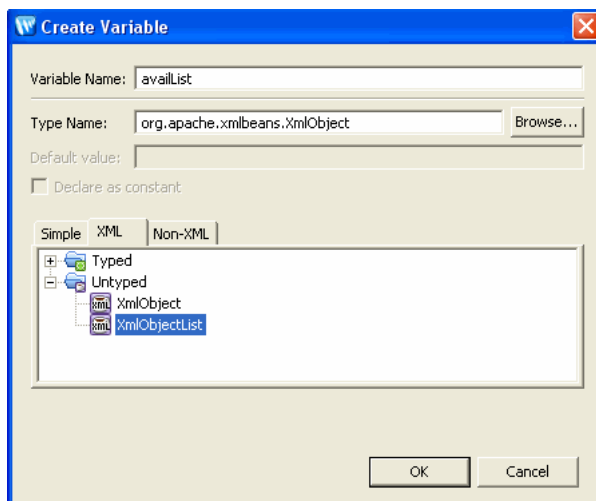 Create Variable
Variable Name: availList
Type Name: org.apache.xmlbeans.XmlObject Browse...
Default value:
Declare as constant
Simple XML Non-XML
Typed
Untyped
XmlObject
XmlObjectList
OK Cancel